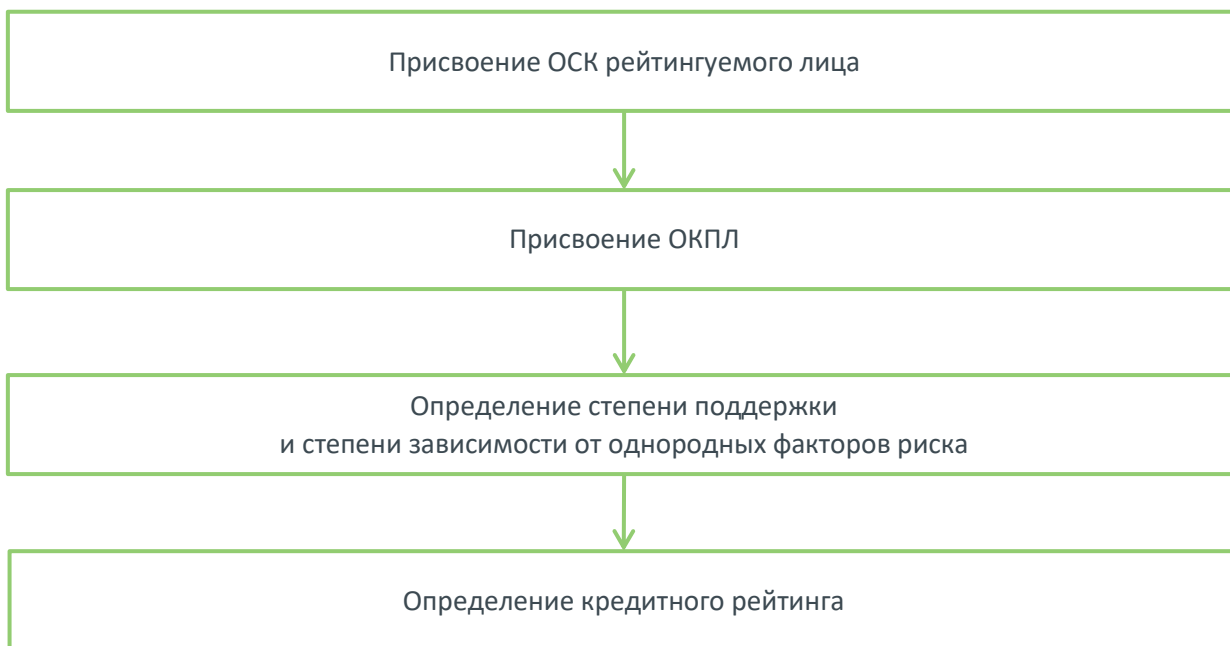 Присвоение ОСК рейтингуемого лица
Присвоение ОКПЛ
Определение степени поддержки
и степени зависимости от однородных факторов риска
Определение кредитного рейтинга